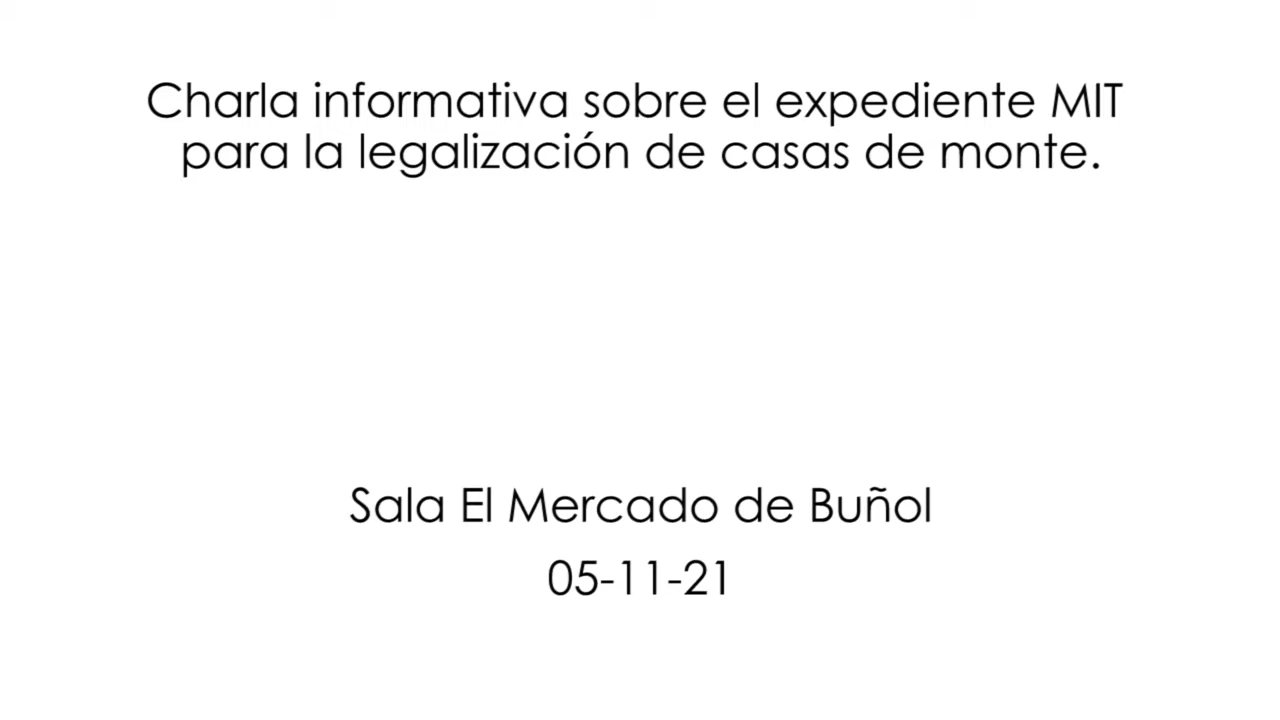 Charla informativa sobre el expediente MIT
para la legalización de casas de monte.
Sala El Mercado de Buñol
05-11-21